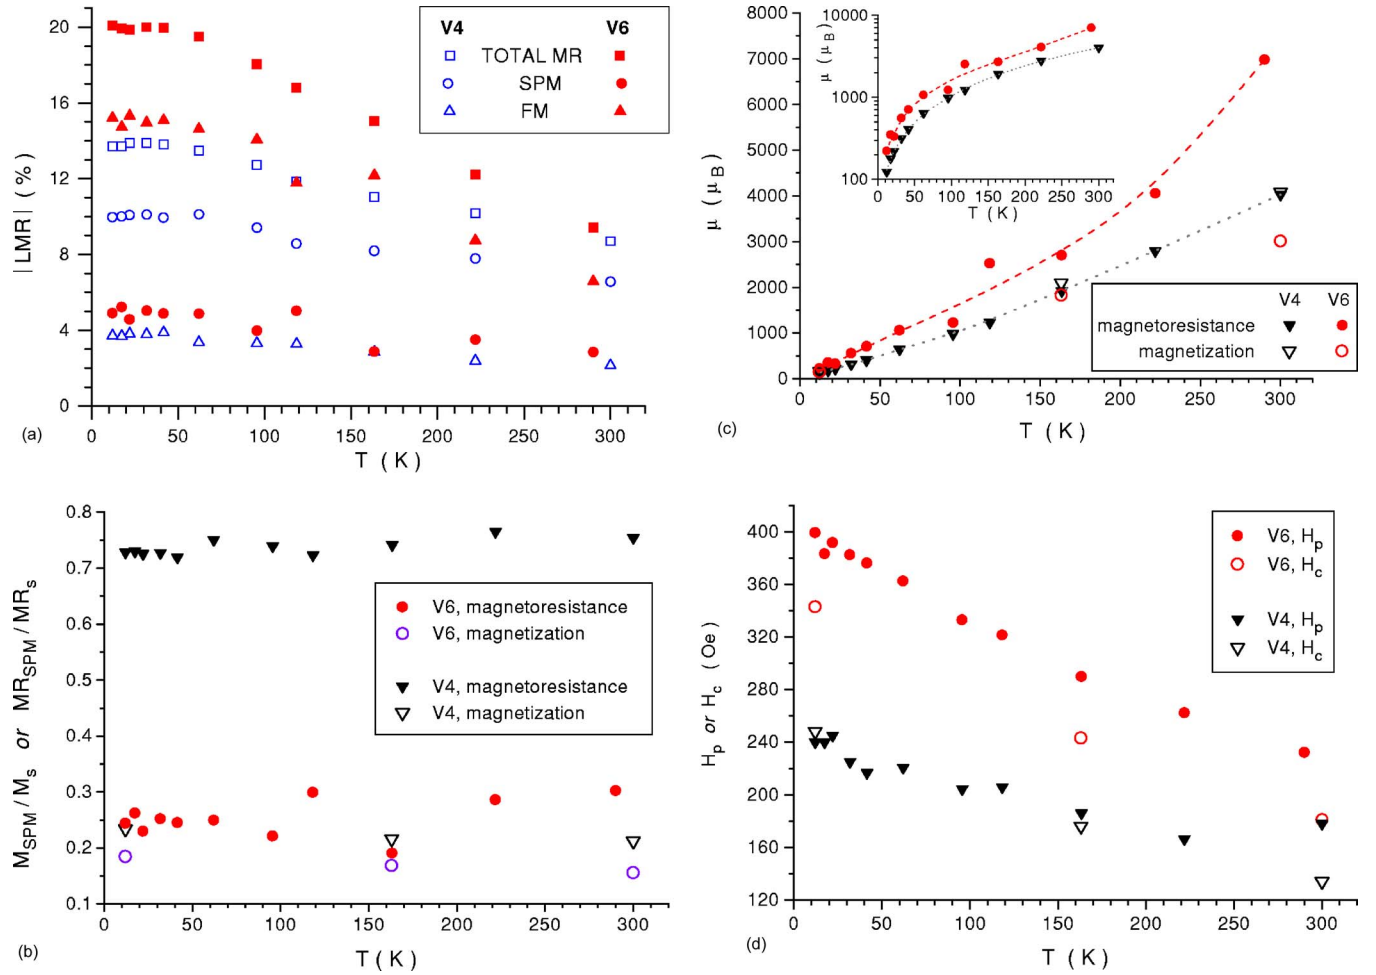 V4 V6
TOTAL MR
SPM
FM
20
16
12
8
4
0
|LMR| (%)
0 50 100 150 200 250 300
T (K)
(a)
V4 V6
magnetoresistance
magnetization
8000
7000
6000
5000
4000
3000
2000
1000
0
μ (μB)
0 50 100 150 200 250 300
T (K)
(c)
10000
1000
100
μ (μB)
0 50 100 150 200 250 300
T (K)
V6, magnetoresistance
V6, magnetization
V4, magnetoresistance
V4, magnetization
0.8
0.7
0.6
0.5
0.4
0.3
0.2
0.1
MSPM/Ms or MRSPM/MRs
0 50 100 150 200 250 300
T (K)
(b)
V6, Hp
V6, Hc
V4, Hp
V4, Hc
400
360
320
280
240
200
160
120
Hp or Hc (Oe)
0 50 100 150 200 250 300
T (K)
(d)